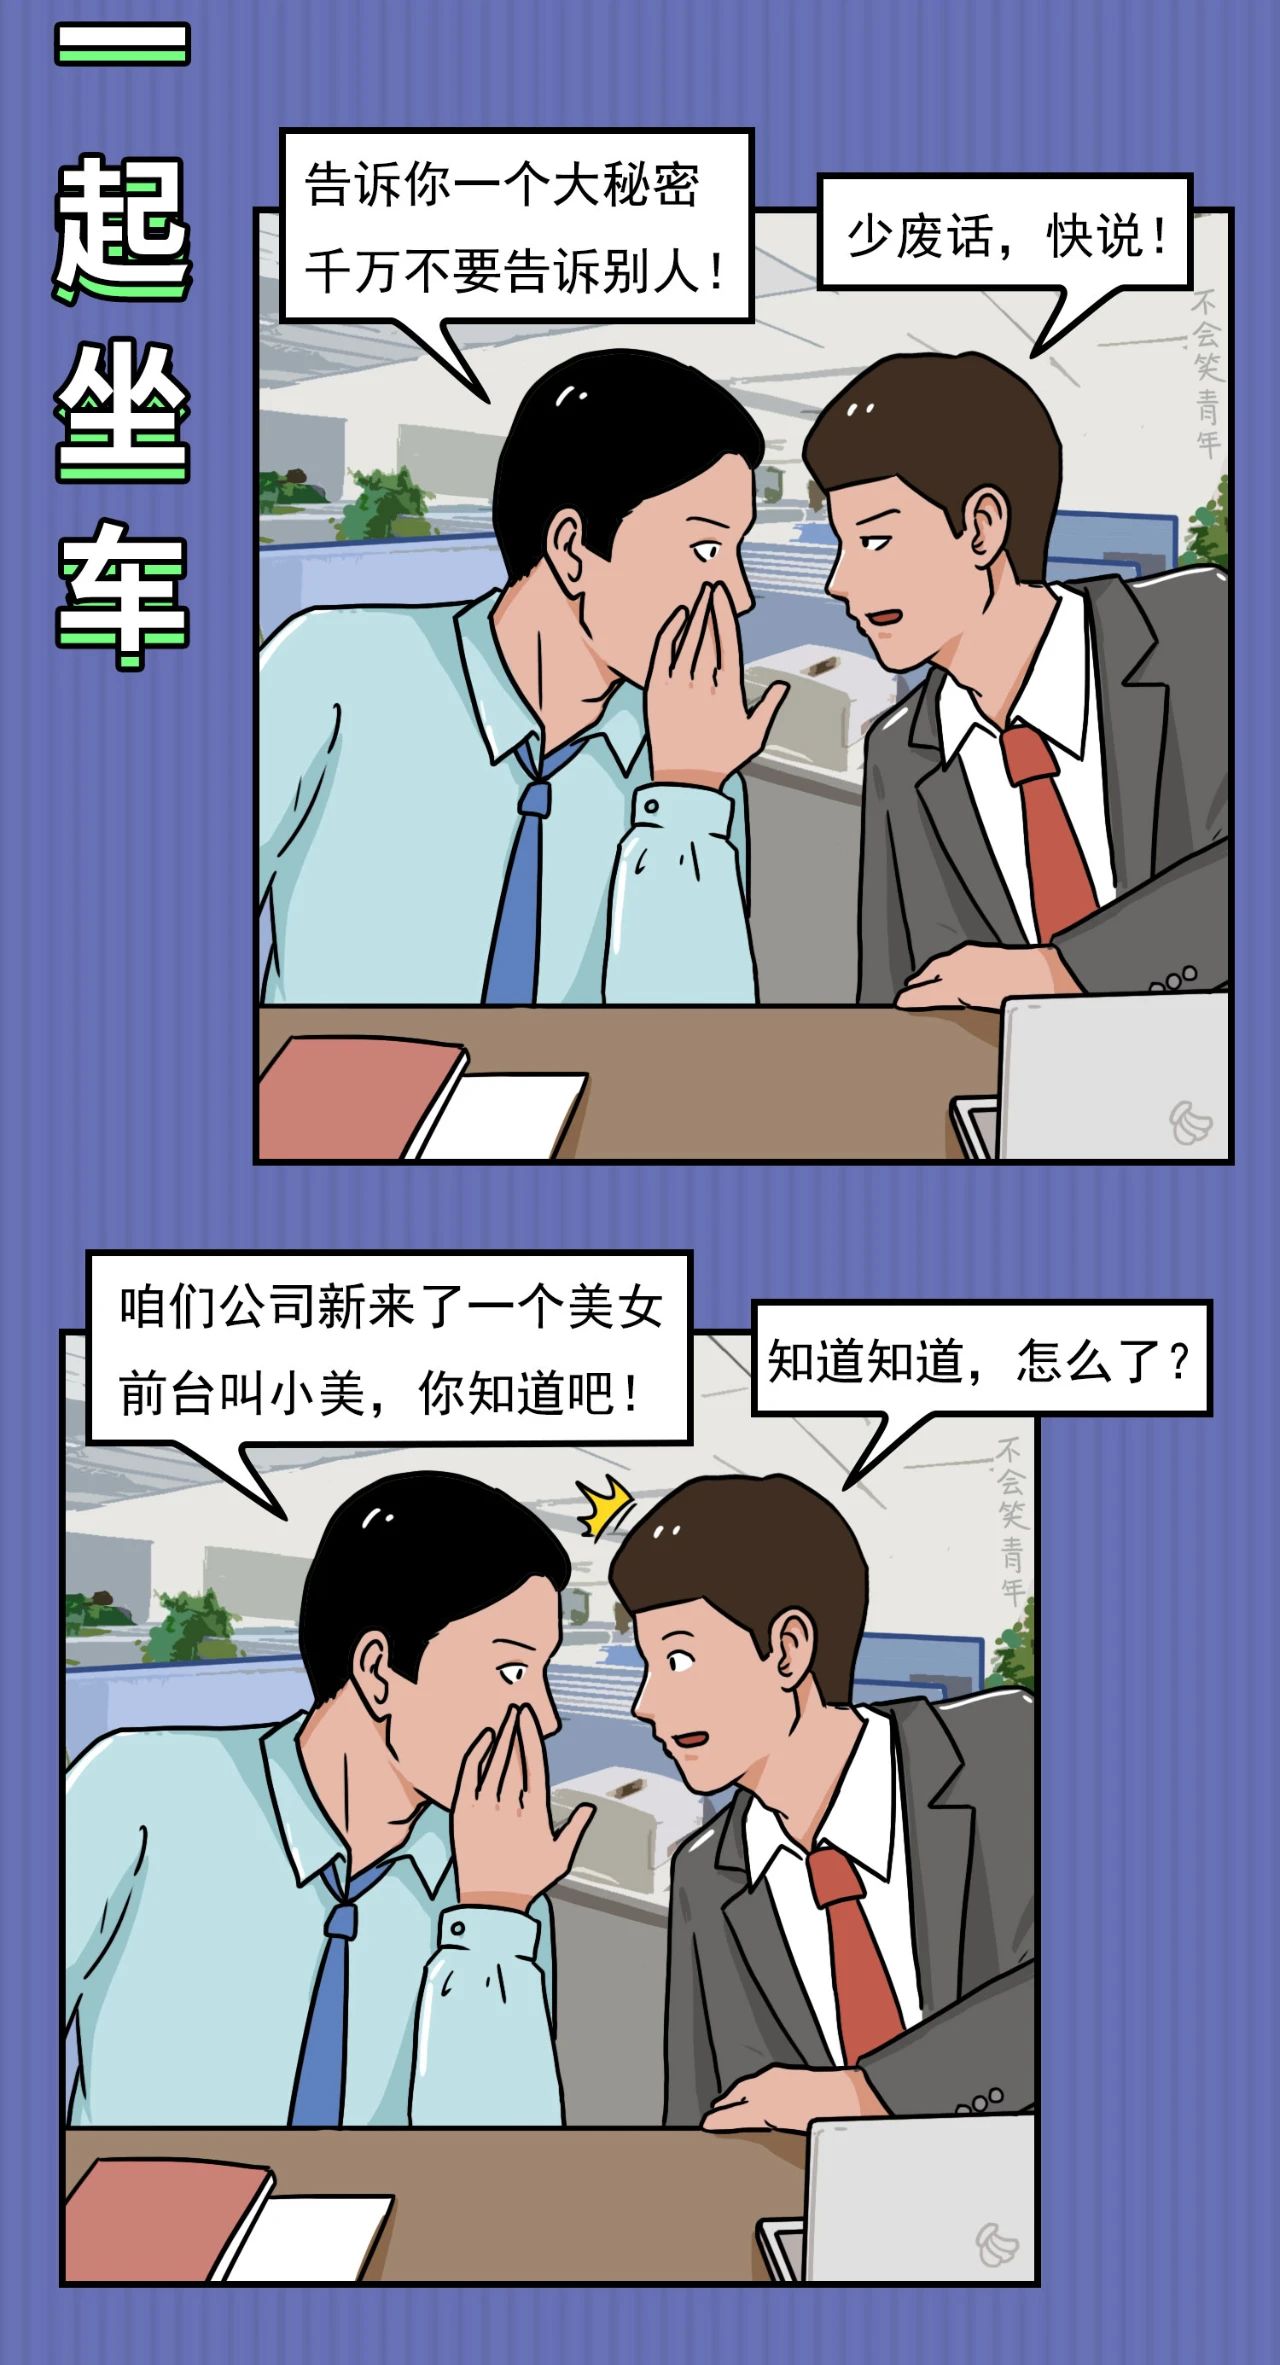 一起坐车
告诉你一个大秘密
千万不要告诉别人！
少废话，快说！
不会笑青年
咱们公司新来了一个美女
前台叫小美，你知道吧！
知道知道，怎么了？
不会笑青年